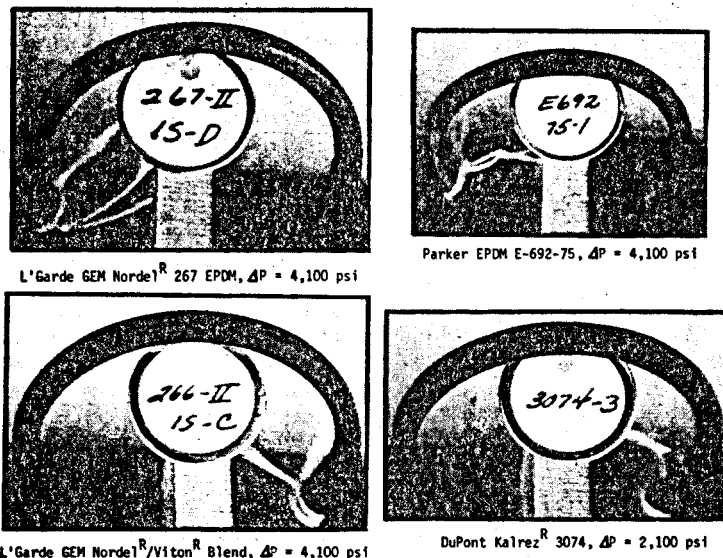 267-II
15-D
E692
75-1
L'Garde GEM Nordel^R 267 EPDM, ΔP = 4,100 psi
Parker EPDM E-692-75, ΔP = 4,100 psi
266-II
15-C
3074-3
L'Garde GEM Nordel^R/Viton^R Blend, ΔP = 4,100 psi
DuPont Kalrez^R 3074, ΔP = 2,100 psi